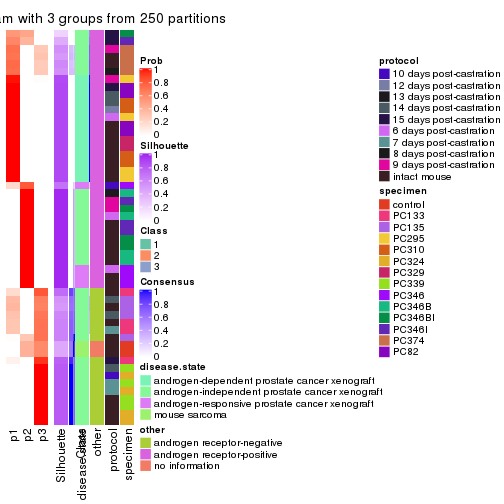 am with 3 groups from 250 partitions
Prob
1
0.8
0.6
0.4
0.2
0
Silhouette
1
0.8
0.6
0.4
0.2
0
Class
1
2
3
Consensus
1
0.8
0.6
0.4
0.2
0
disease.state
androgen-dependent prostate cancer xenograft
androgen-independent prostate cancer xenograft
androgen-responsive prostate cancer xenograft
mouse sarcoma
other
androgen receptor-negative
androgen receptor-positive
no information
protocol
10 days post-castration
12 days post-castration
13 days post-castration
14 days post-castration
15 days post-castration
6 days post-castration
7 days post-castration
8 days post-castration
9 days post-castration
intact mouse
specimen
control
PC133
PC135
PC295
PC310
PC324
PC329
PC339
PC346
PC346B
PC346BI
PC346I
PC374
PC82
p1
p2
p3
Silhouette
disease.state
other
protocol
specimen